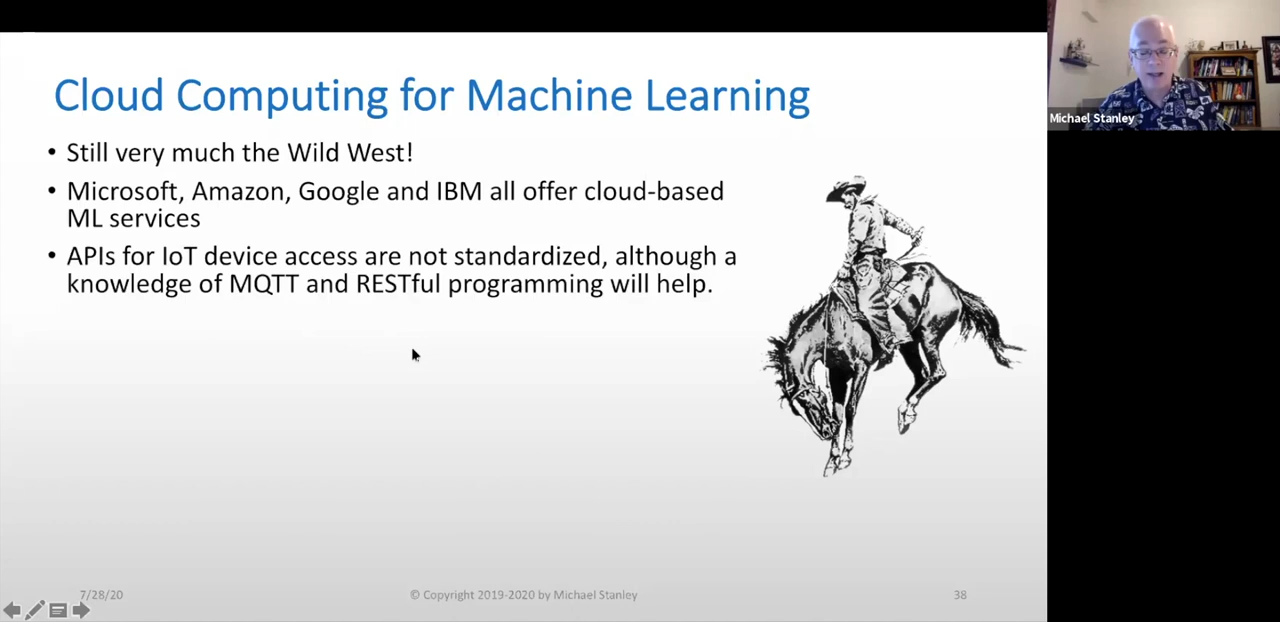 Cloud Computing for Machine Learning
• Still very much the Wild West!
• Microsoft, Amazon, Google and IBM all offer cloud-based
ML services
• APIs for IoT device access are not standardized, although a
knowledge of MQTT and RESTful programming will help.
7/28/20
© Copyright 2019-2020 by Michael Stanley
38
Michael Stanley